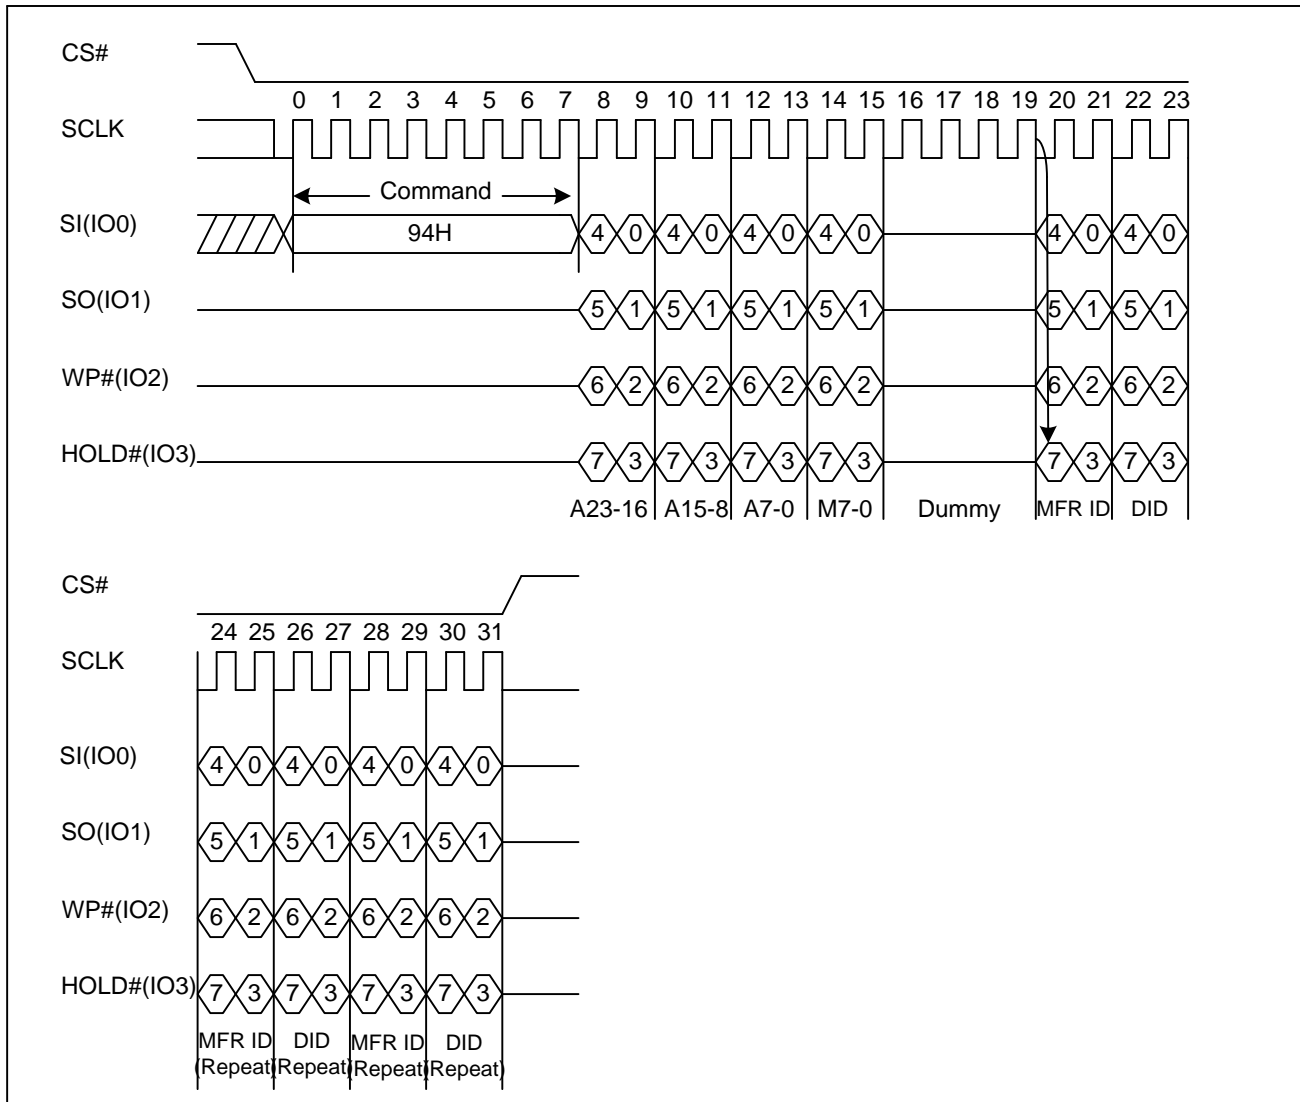 CS#
0 1 2 3 4 5 6 7 8 9 10 11 12 13 14 15 16 17 18 19 20 21 22 23
SCLK
Command
SI(IO0) 94H 4 0 4 0 4 0 4 0 4 0 4 0
SO(IO1) 5 1 5 1 5 1 5 1 5 1 5 1
WP#(IO2) 6 2 6 2 6 2 6 2 6 2 6 2
HOLD#(IO3) 7 3 7 3 7 3 7 3 7 3 7 3
A23-16 A15-8 A7-0 M7-0 Dummy MFR ID DID
CS#
24 25 26 27 28 29 30 31
SCLK
SI(IO0) 4 0 4 0 4 0 4 0
SO(IO1) 5 1 5 1 5 1 5 1
WP#(IO2) 6 2 6 2 6 2 6 2
HOLD#(IO3) 7 3 7 3 7 3 7 3
MFR ID DID MFR ID DID
(Repeat) (Repeat) (Repeat) (Repeat)